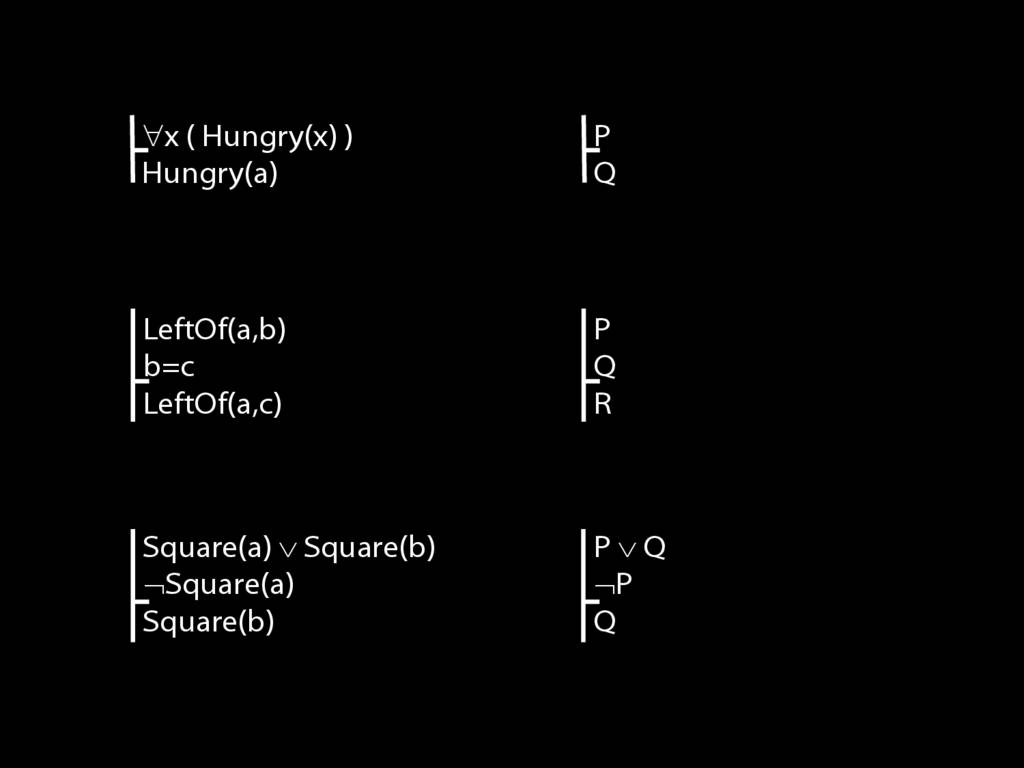 ∀x ( Hungry(x) )
Hungry(a)
P
Q
LeftOf(a,b)
b=c
LeftOf(a,c)
P
Q
R
Square(a) ∨ Square(b)
¬Square(a)
Square(b)
P ∨ Q
¬P
Q